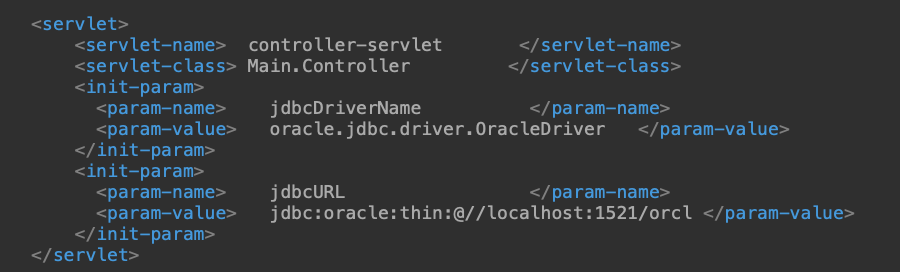 <servlet>
<servlet-name>  controller-servlet       </servlet-name>
<servlet-class> Main.Controller         </servlet-class>
<init-param>
<param-name>    jdbcDriverName          </param-name>
<param-value>   oracle.jdbc.driver.OracleDriver   </param-value>
</init-param>
<init-param>
<param-name>    jdbcURL                 </param-name>
<param-value>   jdbc:oracle:thin:@//localhost:1521/orcl </param-value>
</init-param>
</servlet>